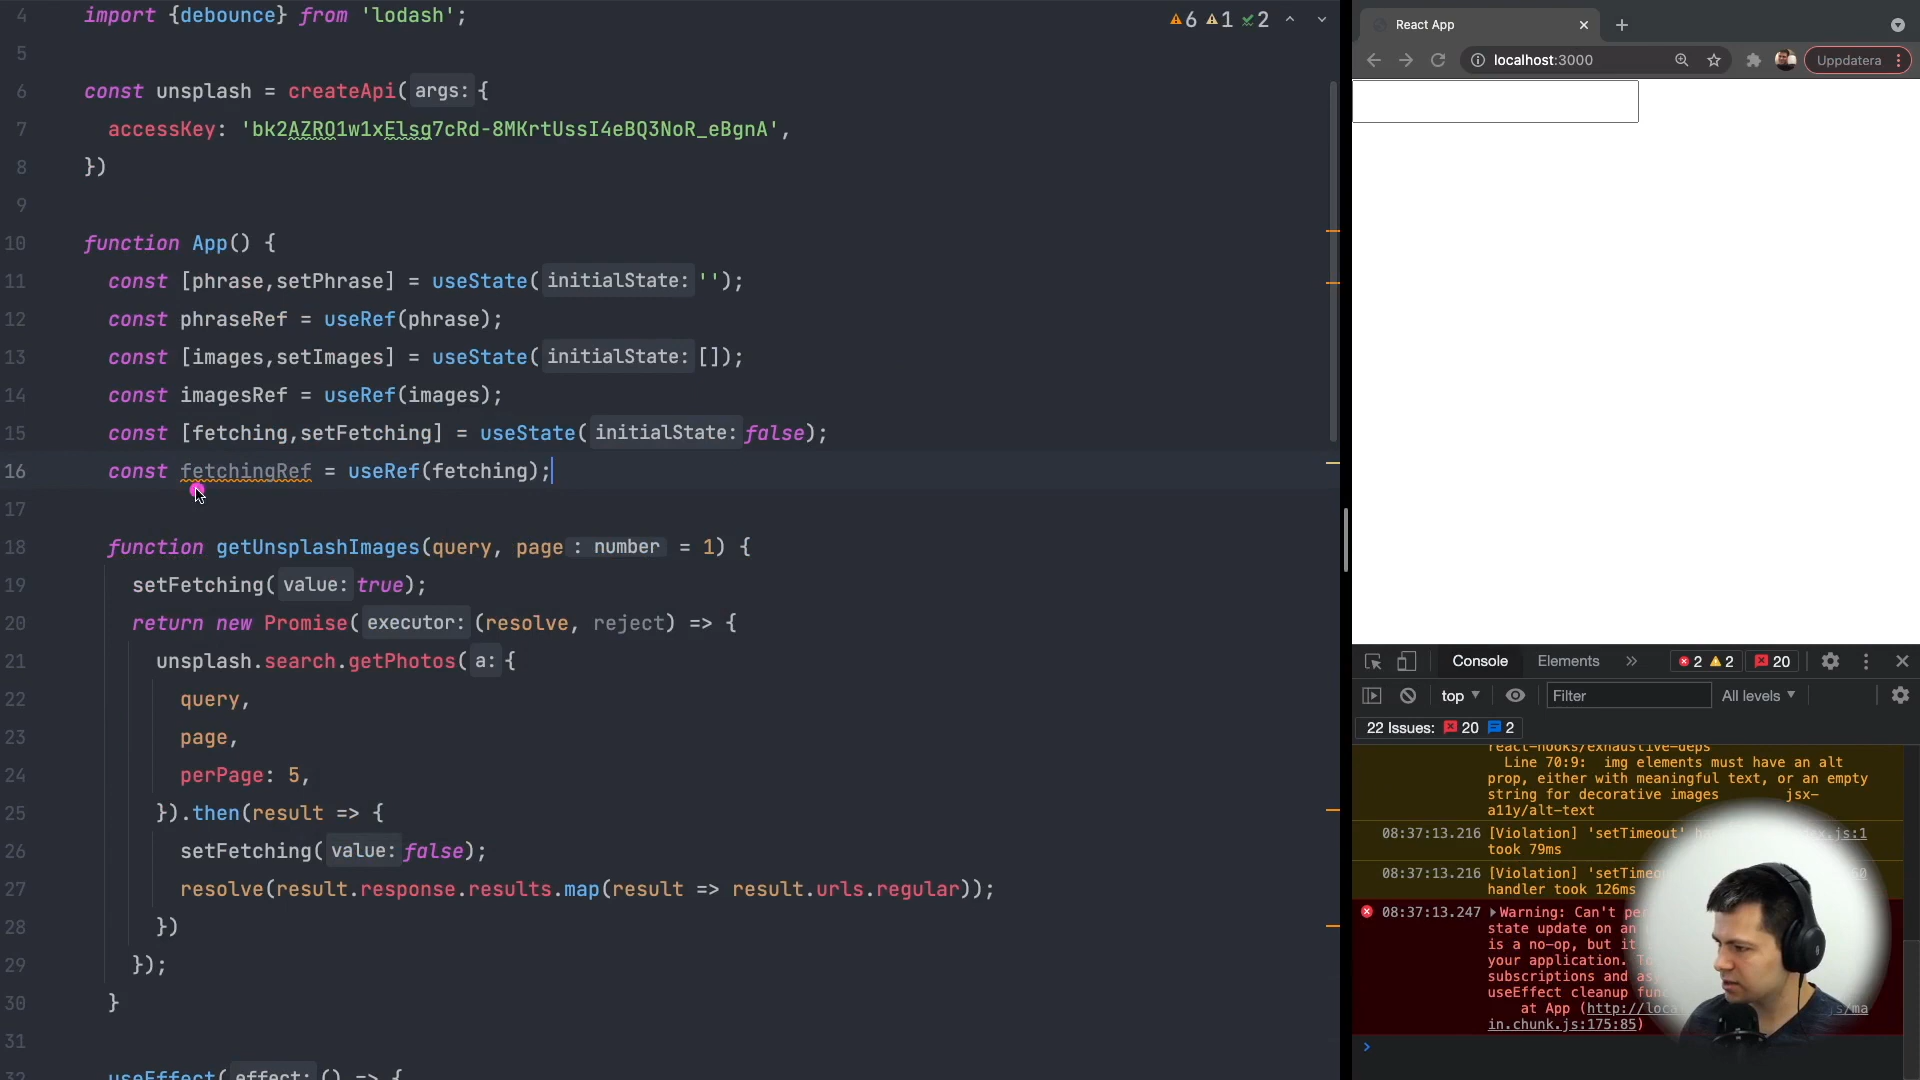 4 import {debounce} from 'lodash';
6 1 2
5
6 const unsplash = createApi( args: {
7 accessKey: 'bk2AZRO1w1xElsg7cRd-8MKrtUssI4eBQ3NoR_eBgnA',
8 })
9
10 function App() {
11 const [phrase,setPhrase] = useState( initialState: '');
12 const phraseRef = useRef(phrase);
13 const [images,setImages] = useState( initialState: []);
14 const imagesRef = useRef(images);
15 const [fetching,setFetching] = useState( initialState: false);
16 const fetchingRef = useRef(fetching);
17
18 function getUnsplashImages(query, page : number = 1) {
19 setFetching( value: true);
20 return new Promise( executor: (resolve, reject) => {
21 unsplash.search.getPhotos( a: {
22 query,
23 page,
24 perPage: 5,
25 }).then(result => {
26 setFetching( value: false);
27 resolve(result.response.results.map(result => result.urls.regular));
28 })
29 });
30 }
31
32 useEffect( effect: () => {
React App
localhost:3000
Uppdatera
Console Elements 2 2 20
top Filter All levels
22 Issues: 20 2
react-hooks/exhaustive-deps
Line 70:9: img elements must have an alt
prop, either with meaningful text, or an empty
string for decorative images jsx-
a11y/alt-text
08:37:13.216 [Violation] 'setTimeout'
took 79ms
08:37:13.216
handler took 126ms
08:37:13.247 Warning: Can't
state update on an
is a no-op, but it
your application.
subscriptions and
useEffect cleanup
at App
in.chunk.js:175:85)